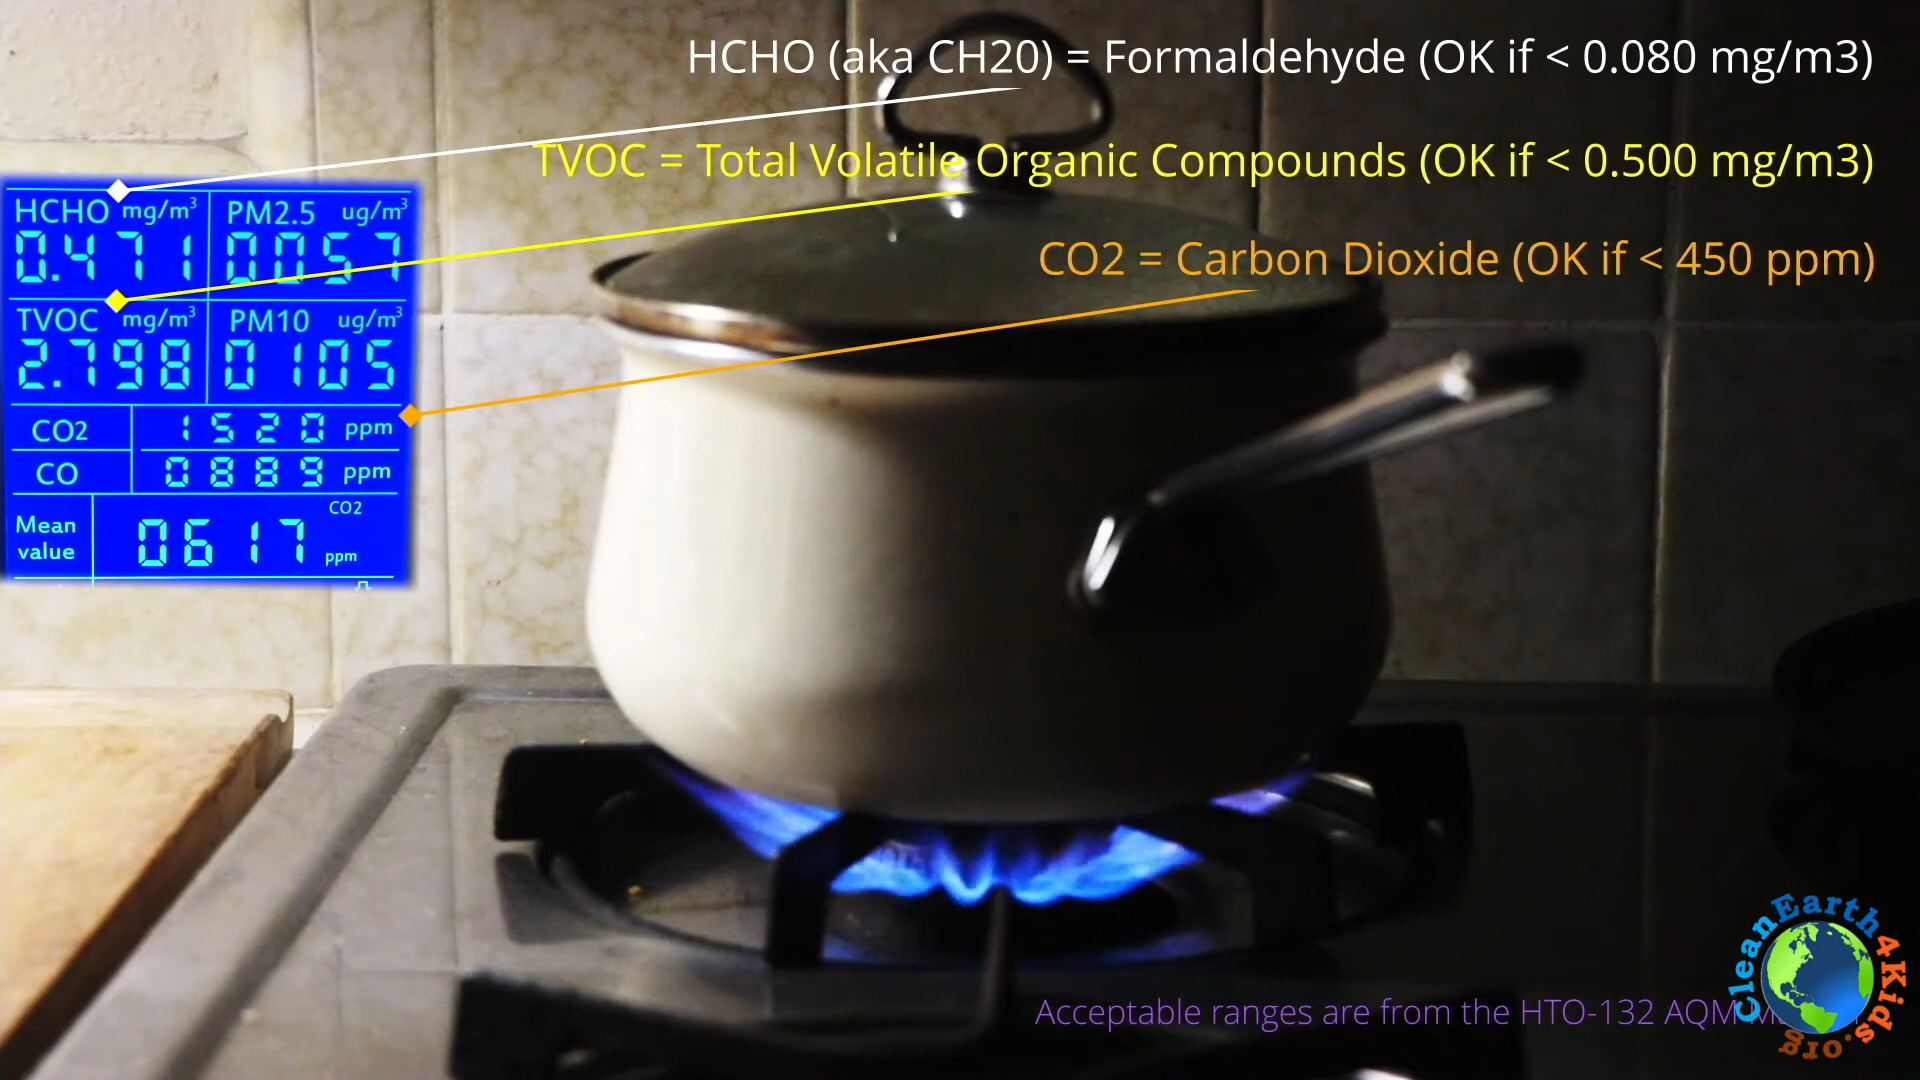 HCHO (aka CH20) = Formaldehyde (OK if < 0.080 mg/m3)
TVOC = Total Volatile Organic Compounds (OK if < 0.500 mg/m3)
CO2 = Carbon Dioxide (OK if < 450 ppm)
HCHO mg/m³ PM2.5 ug/m³
0.471 0057
TVOC mg/m³ PM10 ug/m³
2.798 0105
CO2 1520 ppm
CO 0889 ppm
Mean value 0617 CO2 ppm
Acceptable ranges are from the HTO-132 AQM
CleanEarth4Kids.org